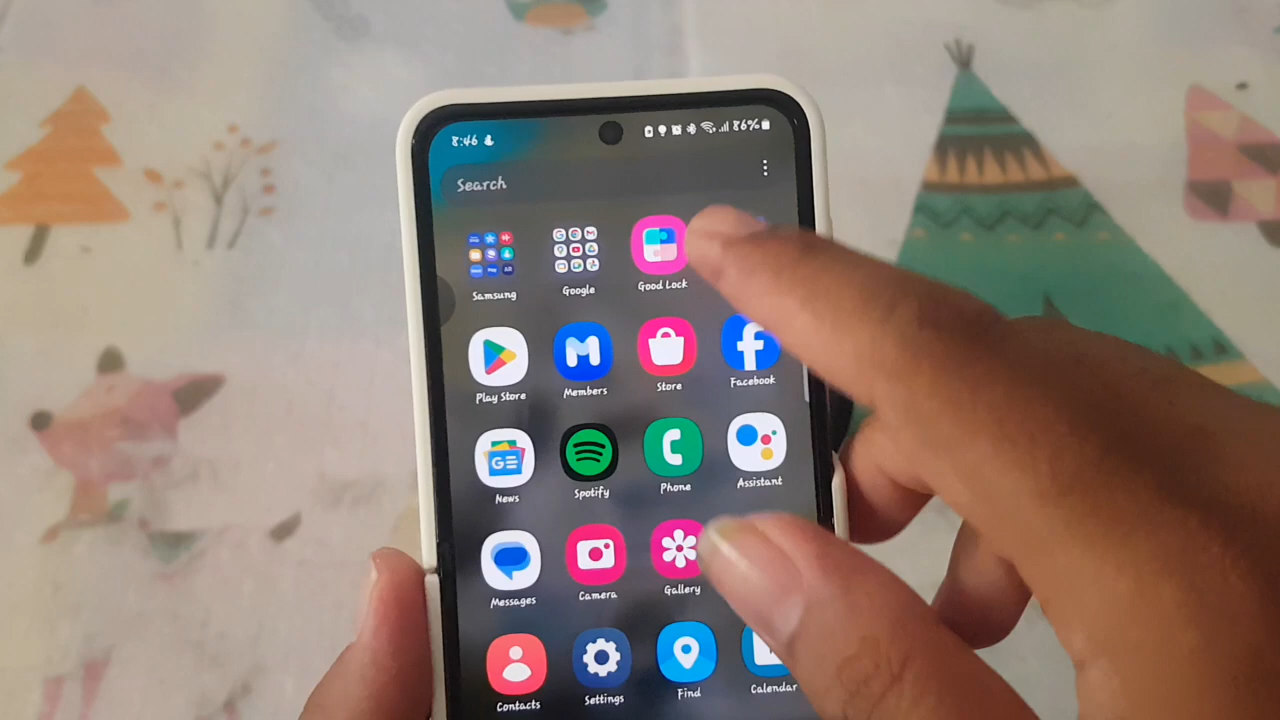 8:46
86%
Search
Samsung
Google
Good Lock
Play Store
Members
Store
Facebook
News
Spotify
Phone
Assistant
Messages
Camera
Gallery
Contacts
Settings
Find
Calendar